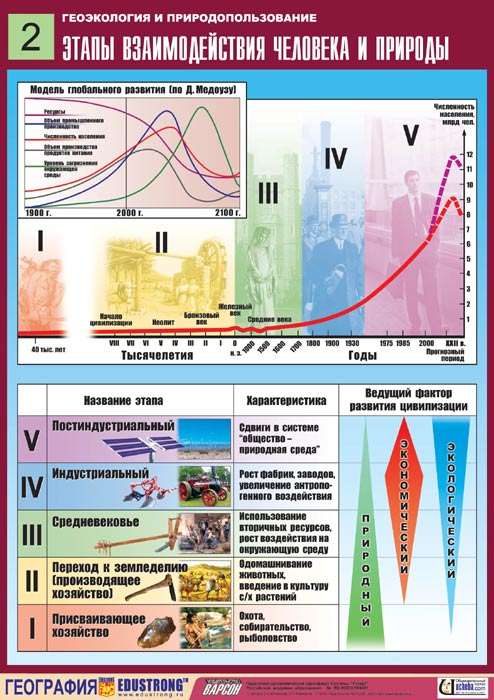 2
ГЕОЭКОЛОГИЯ И ПРИРОДОПОЛЬЗОВАНИЕ
ЭТАПЫ ВЗАИМОДЕЙСТВИЯ ЧЕЛОВЕКА И ПРИРОДЫ
Модель глобального развития (по Д. Медоузу)
Ресурсы
Объем промышленного
производства
Численность населения
Объем производства
продуктов питания
Уровень загрязнения
окружающей
среды
1900 г. 2000 г. 2100 г.
Численность
населения,
млрд чел.
I II III IV V
12
11
10
9
8
7
6
5
4
3
2
1
Начало
цивилизации
Неолит
Бронзовый
век
Железный
век
Средние века
40 тыс. лет
VIII VII VI V IV III II I 0 1000 1500 1600 1700 1800 1900 1930 1975 1985 2000 XXII в.
н. э.
Прогнозный
период
Тысячелетия
Годы
Название этапа
Характеристика
Ведущий фактор
развития цивилизации
V
Постиндустриальный
Сдвиги в системе
"общество –
природная среда"
IV
Индустриальный
Рост фабрик, заводов,
увеличение антропо-
генного воздействия
III
Средневековье
Использование
вторичных ресурсов,
рост воздействия на
окружающую среду
II
Переход к земледелию
(производящее
хозяйство)
Одомашнивание
животных,
введение в культуру
с/х растений
I
Присваивающее
хозяйство
Охота,
собирательство,
рыболовство
ПРИРОДНЫЙ
ЭКОНОМИЧЕСКИЙ
ЭКОЛОГИЧЕСКИЙ
ГЕОГРАФИЯ
EDUSTRONG™
www.edustrong.ru
ВАРСОН
ucheba.com